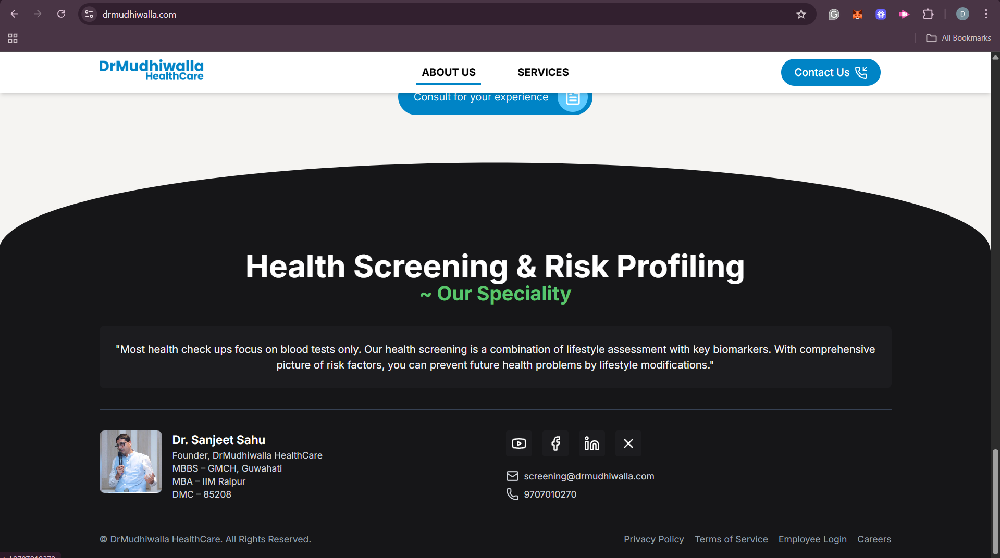 drmudhiwalla.com
D
All Bookmarks
DrMudhiwalla
HealthCare
ABOUT US
SERVICES
Contact Us
Consult for your experience
Health Screening & Risk Profiling
~ Our Speciality
"Most health check ups focus on blood tests only. Our health screening is a combination of lifestyle assessment with key biomarkers. With comprehensive
picture of risk factors, you can prevent future health problems by lifestyle modifications."
Dr. Sanjeet Sahu
Founder, DrMudhiwalla HealthCare
MBBS – GMCH, Guwahati
MBA – IIM Raipur
DMC – 85208
screening@drmudhiwalla.com
9707010270
© DrMudhiwalla HealthCare. All Rights Reserved.
Privacy Policy
Terms of Service
Employee Login
Careers